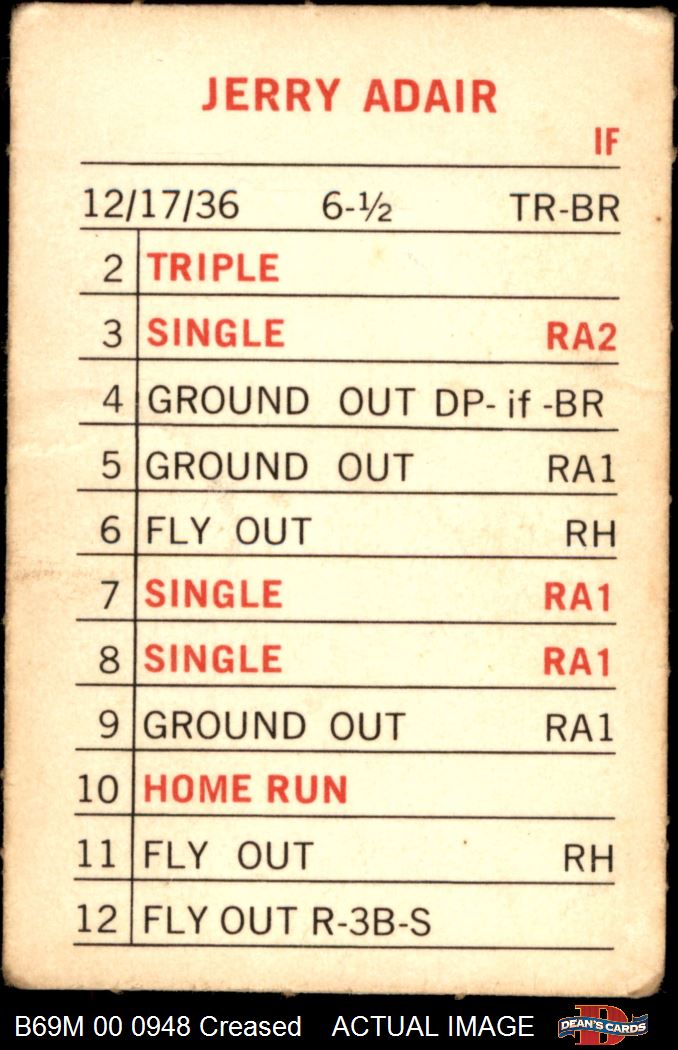 JERRY ADAIR
IF
12/17/36 6-½ TR-BR
2 TRIPLE
3 SINGLE RA2
4 GROUND OUT DP- if -BR
5 GROUND OUT RA1
6 FLY OUT RH
7 SINGLE RA1
8 SINGLE RA1
9 GROUND OUT RA1
10 HOME RUN
11 FLY OUT RH
12 FLY OUT R-3B-S
B69M 00 0948 Creased ACTUAL IMAGE DEAN'S CARDS